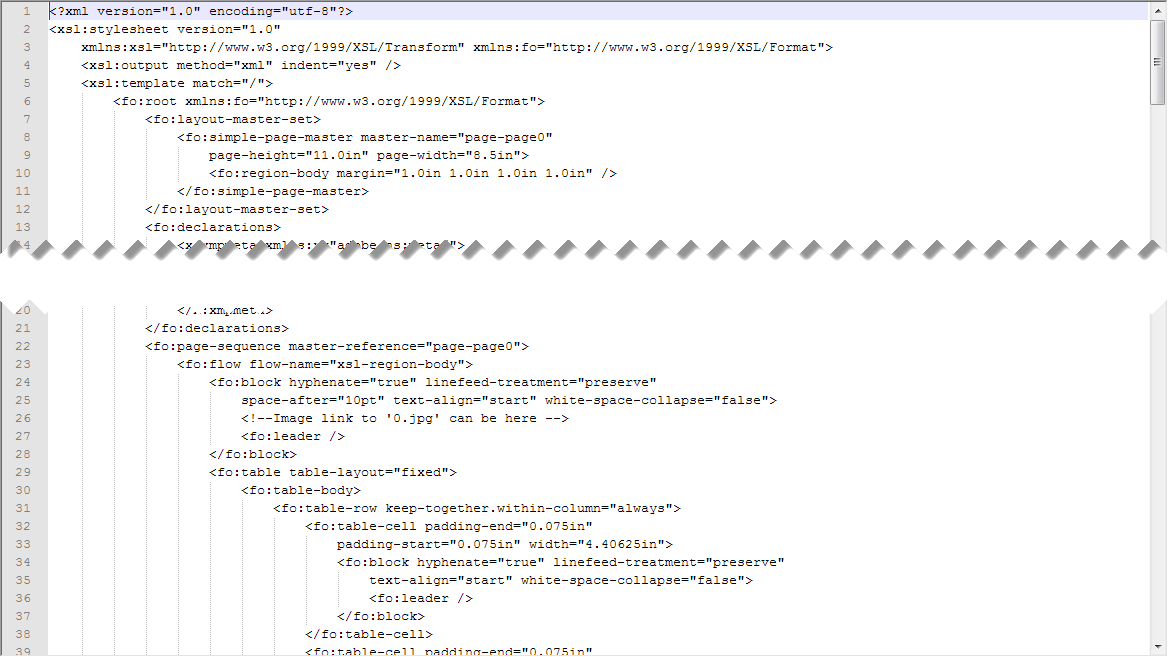 1 <?xml version="1.0" encoding="utf-8"?>
2 <xsl:stylesheet version="1.0"
3 xmlns:xsl="http://www.w3.org/1999/XSL/Transform" xmlns:fo="http://www.w3.org/1999/XSL/Format">
4 <xsl:output method="xml" indent="yes" />
5 <xsl:template match="/">
6 <fo:root xmlns:fo="http://www.w3.org/1999/XSL/Format">
7 <fo:layout-master-set>
8 <fo:simple-page-master master-name="page-page0"
9 page-height="11.0in" page-width="8.5in">
10 <fo:region-body margin="1.0in 1.0in 1.0in 1.0in" />
11 </fo:simple-page-master>
12 </fo:layout-master-set>
13 <fo:declarations>
14
20
21 </fo:declarations>
22 <fo:page-sequence master-reference="page-page0">
23 <fo:flow flow-name="xsl-region-body">
24 <fo:block hyphenate="true" linefeed-treatment="preserve"
25 space-after="10pt" text-align="start" white-space-collapse="false">
26 <!--Image link to '0.jpg' can be here -->
27 <fo:leader />
28 </fo:block>
29 <fo:table table-layout="fixed">
30 <fo:table-body>
31 <fo:table-row keep-together.within-column="always">
32 <fo:table-cell padding-end="0.075in"
33 padding-start="0.075in" width="4.40625in">
34 <fo:block hyphenate="true" linefeed-treatment="preserve"
35 text-align="start" white-space-collapse="false">
36 <fo:leader />
37 </fo:block>
38 </fo:table-cell>
39 <fo:table-cell padding-end="0.075in"